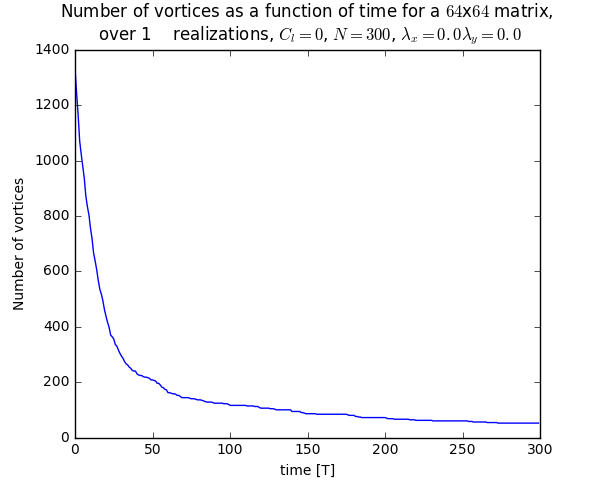 Number of vortices as a function of time for a 64x64 matrix,
over 1 realizations, C_l = 0, N = 300, λ_x = 0.0λ_y = 0.0
1400
1200
1000
800
600
400
200
0
Number of vortices
0 50 100 150 200 250 300
time [T]